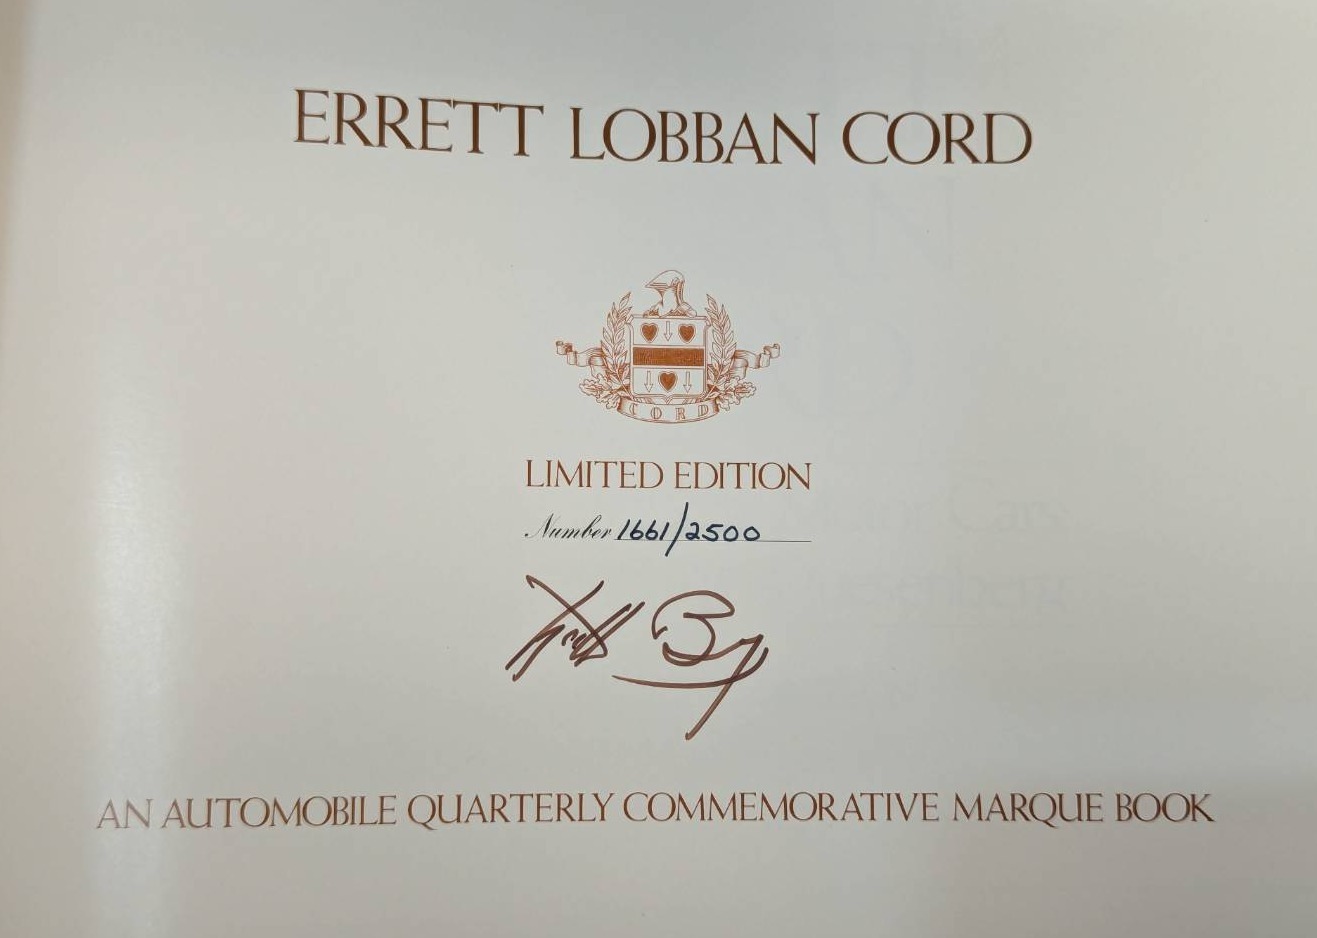 ERRETT LOBBAN CORD
CORD
LIMITED EDITION
Number 1661/2500
AN AUTOMOBILE QUARTERLY COMMEMORATIVE MARQUE BOOK